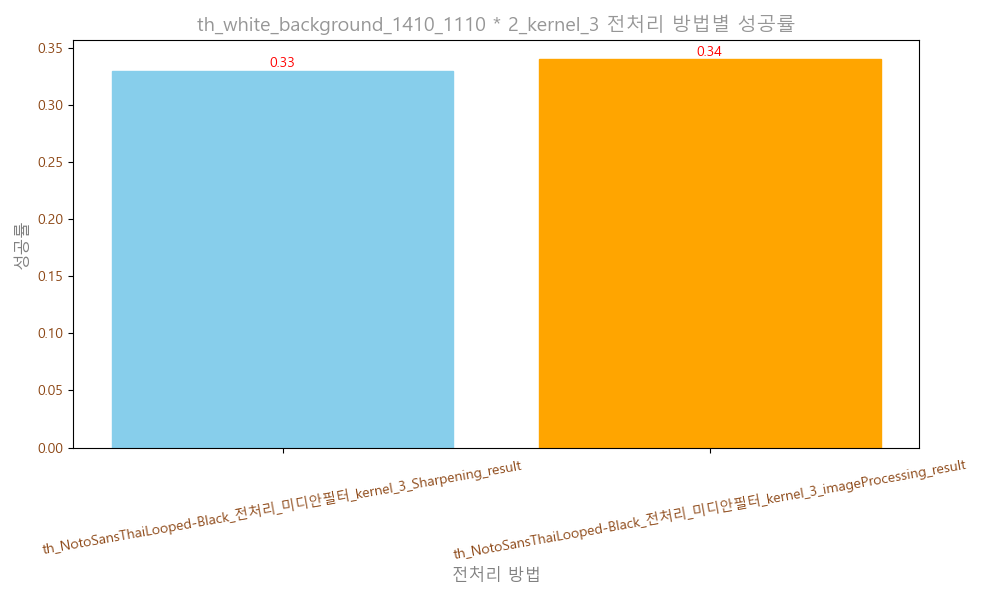 th_white_background_1410_1110 * 2_kernel_3 전처리 방법별 성공률
0.35
0.30
0.25
0.20
0.15
0.10
0.05
0.00
성공률
0.33
0.34
th_NotoSansThaiLooped-Black_전처리_미디안필터_kernel_3_Sharpening_result
th_NotoSansThaiLooped-Black_전처리_미디안필터_kernel_3_imageProcessing_result
전처리 방법